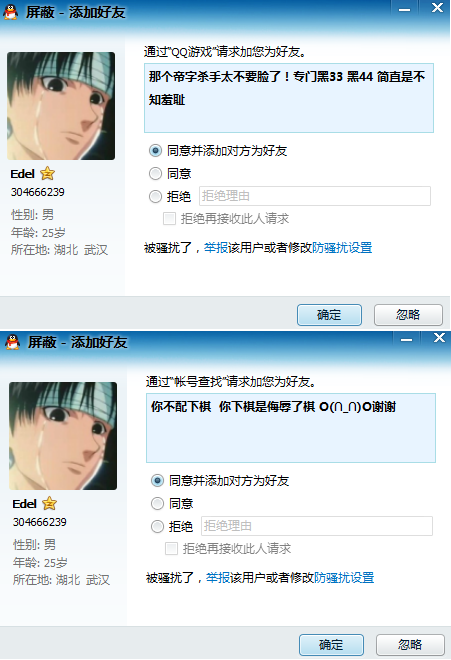 屏蔽 - 添加好友
通过"QQ游戏"请求加您为好友。
那个帝字杀手太不要脸了！专门黑33 黑44 简直是不
知羞耻
同意并添加对方为好友
同意
拒绝 拒绝理由
拒绝再接收此人请求
被骚扰了，举报该用户或者修改防骚扰设置
Edel
304666239
性别: 男
年龄: 25岁
所在地: 湖北 武汉
确定 忽略
屏蔽 - 添加好友
通过"帐号查找"请求加您为好友。
你不配下棋 你下棋是侮辱了棋 O(∩_∩)O谢谢
同意并添加对方为好友
同意
拒绝 拒绝理由
拒绝再接收此人请求
被骚扰了，举报该用户或者修改防骚扰设置
Edel
304666239
性别: 男
年龄: 25岁
所在地: 湖北 武汉
确定 忽略